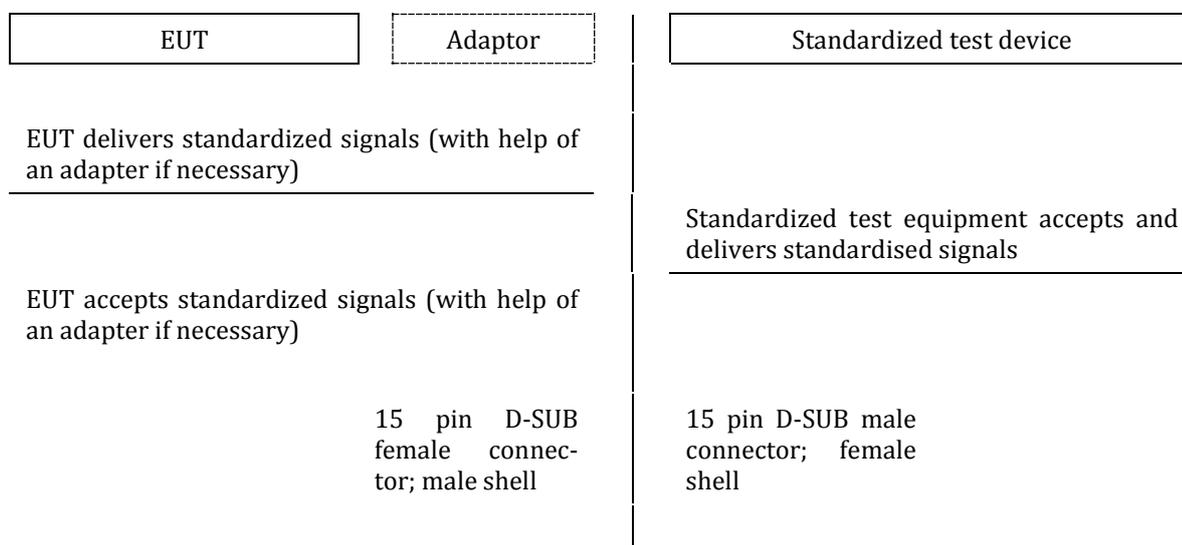 EUT
Adaptor
Standardized test device
EUT delivers standardized signals (with help of
an adapter if necessary)
Standardized test equipment accepts and
delivers standardised signals
EUT accepts standardized signals (with help of
an adapter if necessary)
15 pin D-SUB
female connec-
tor; male shell
15 pin D-SUB male
connector; female
shell